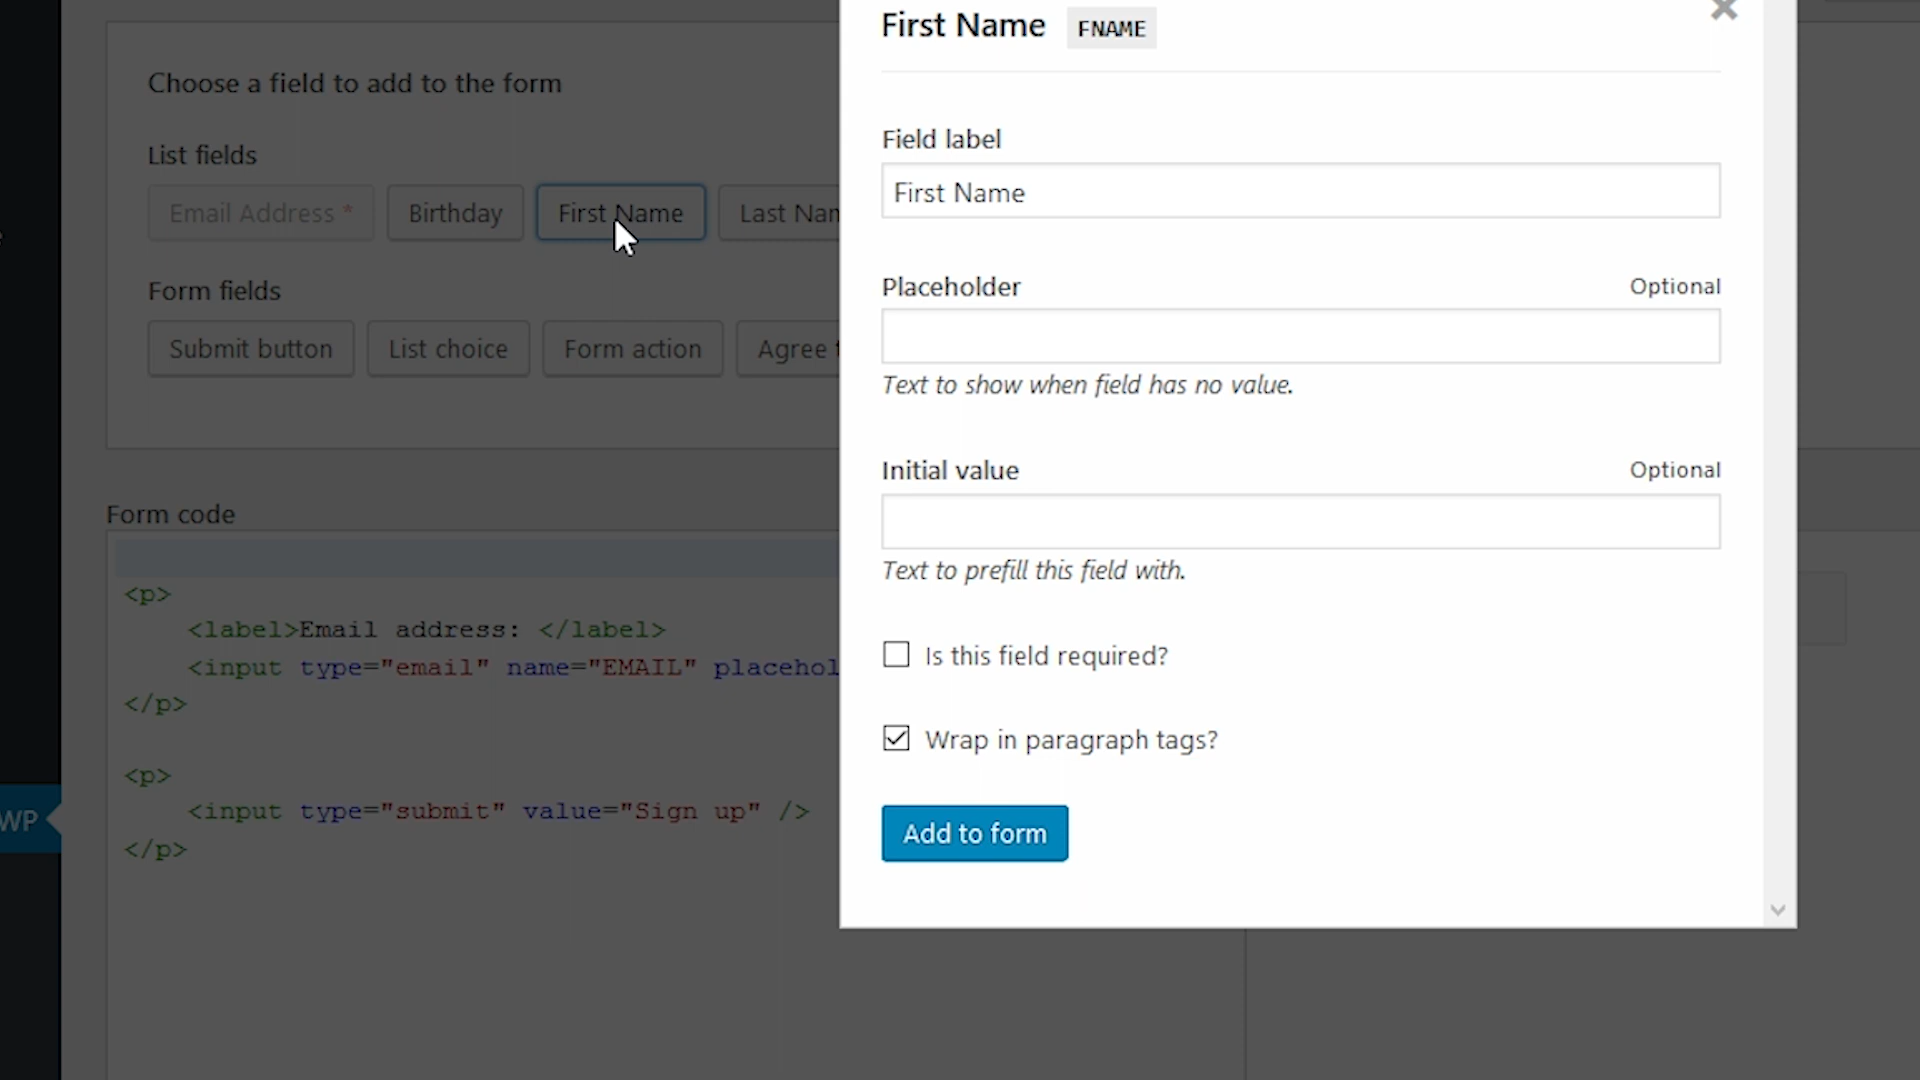 First Name FNAME
Choose a field to add to the form
List fields
Email Address * Birthday First Name Last Nam
Form fields
Submit button List choice Form action Agree t
Field label
First Name
Placeholder Optional
Text to show when field has no value.
Initial value Optional
Text to prefill this field with.
Is this field required?
Wrap in paragraph tags?
Add to form
Form code
<p>
<label>Email address: </label>
<input type="email" name="EMAIL" placehol
</p>
<p>
<input type="submit" value="Sign up" />
</p>
WP